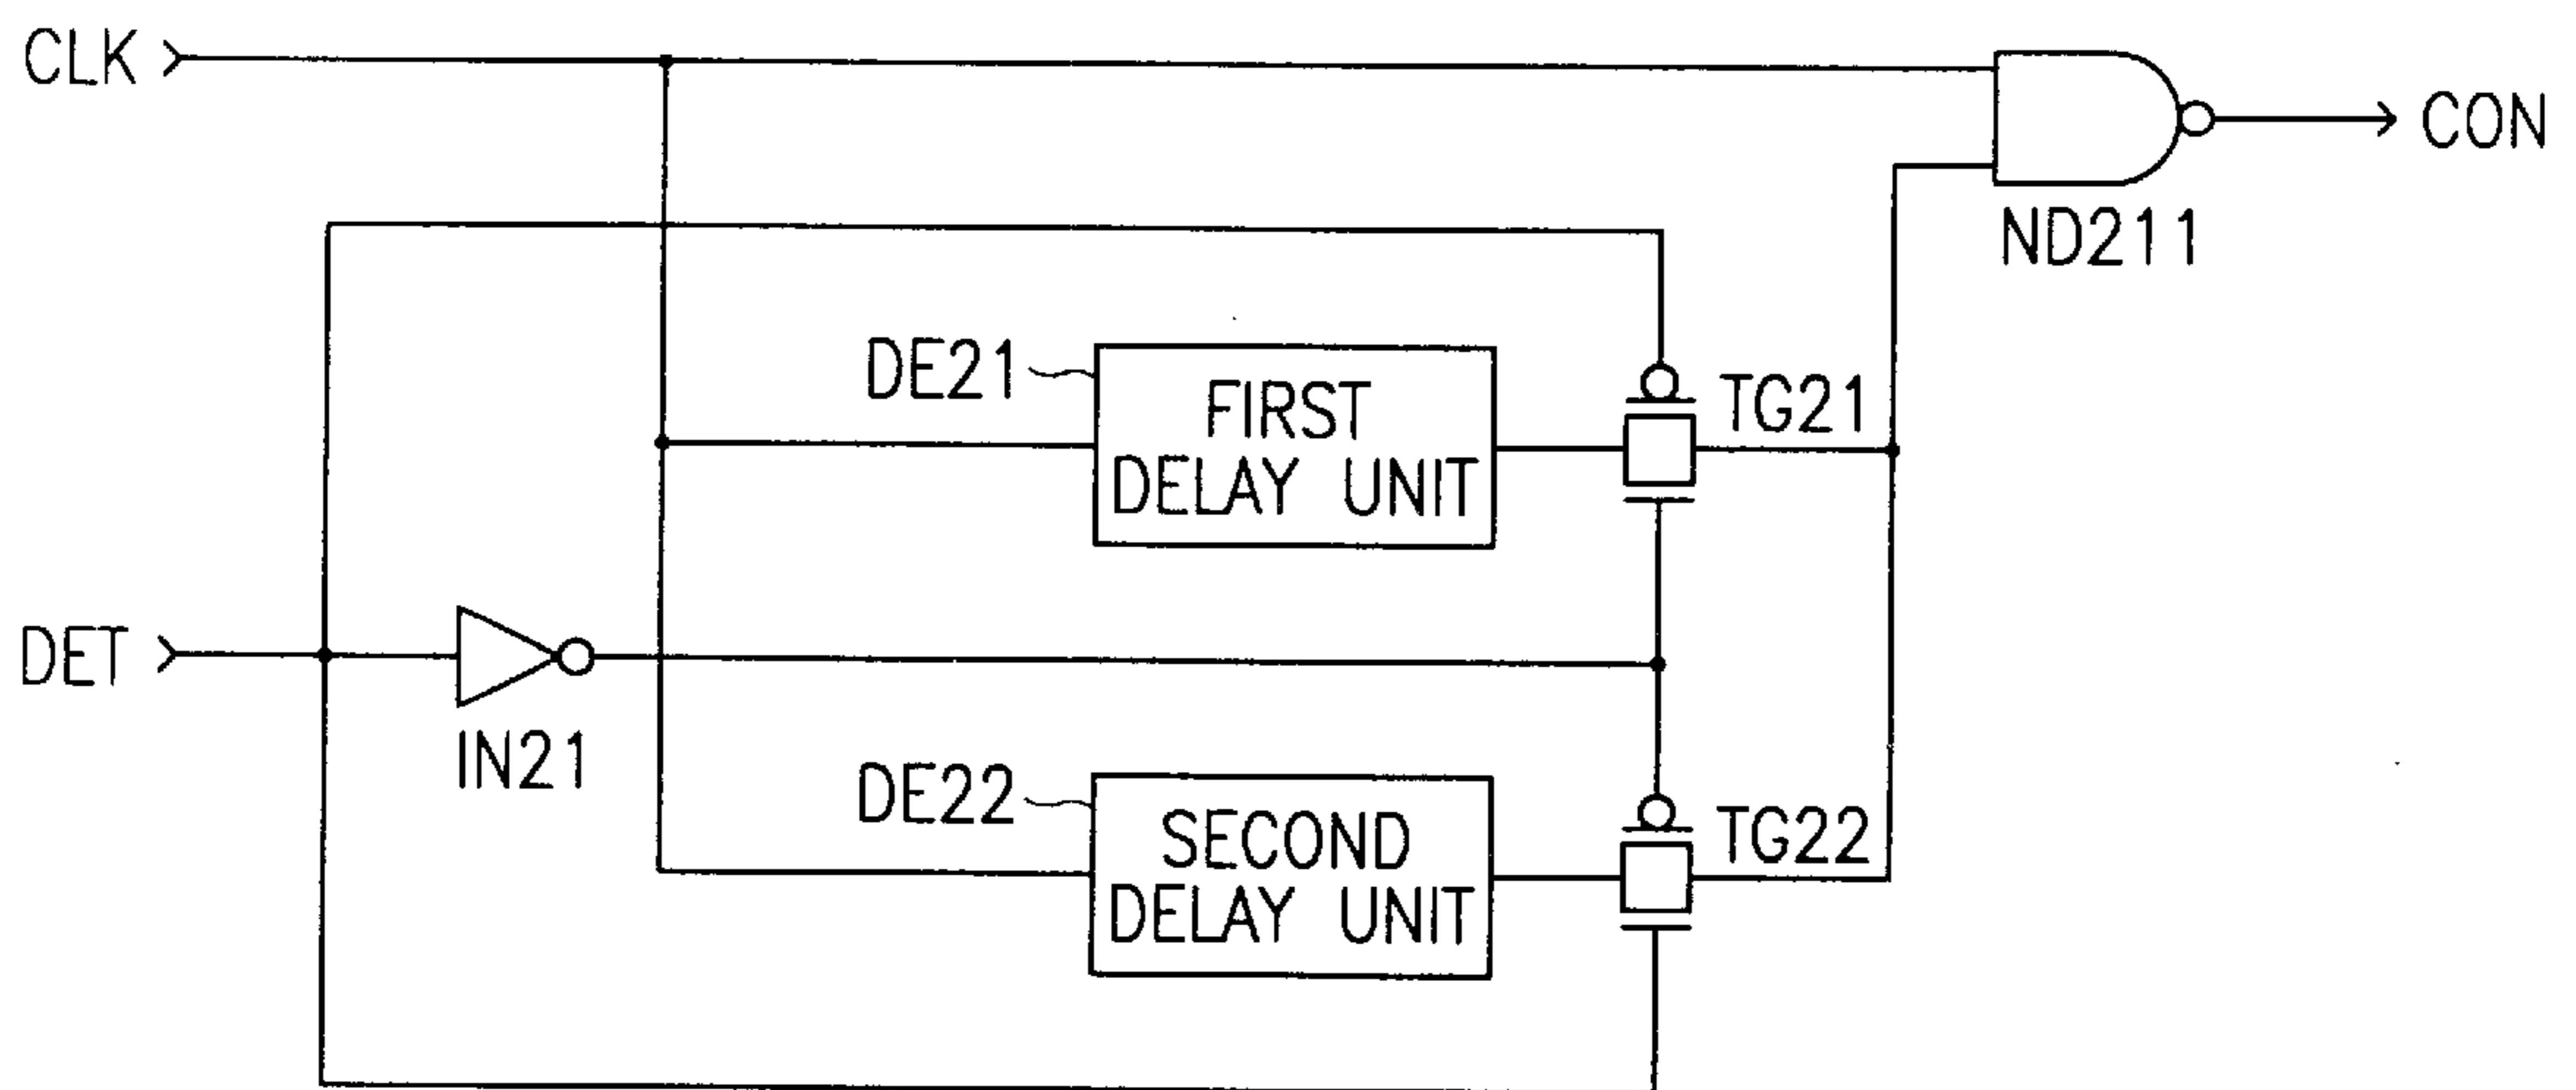 CLK
CON
ND211
DE21
FIRST
DELAY UNIT
TG21
DET
IN21
DE22
SECOND
DELAY UNIT
TG22